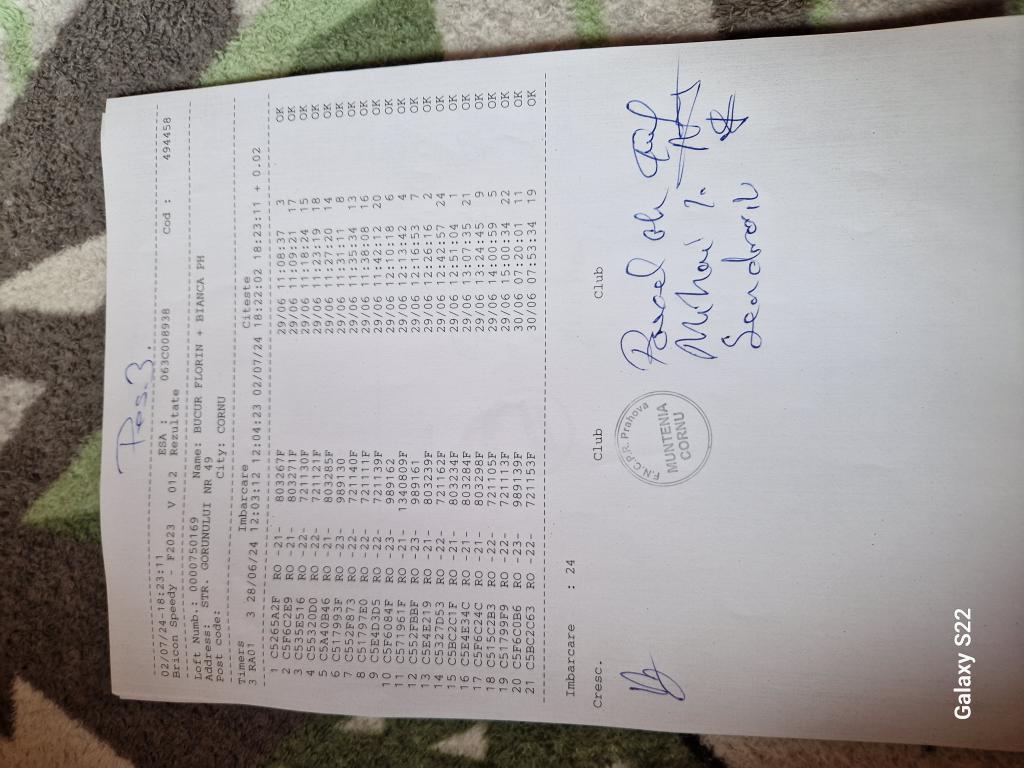 Pos. 3.
02/07/24-18:23:11 ESA : 063C008938 Cod : 494458
Bricon Speedy - F2023 V 012 Rezultate
Loft Numb.: 0000750169 Name: BUCUR FLORIN + BIANCA PH
Address: STR. GORUNULUI NR 49
Post code: City: CORNU
Timers Imbarcare Citeste
3 RA01 3 28/06/24 12:03:12 12:04:23 02/07/24 18:22:02 18:23:11 + 0.02
1 C5265A2F RO -21- 803267F 29/06 11:08:37 3 OK
2 C5F6C2E9 RO -21- 803271F 29/06 11:09:27 17 OK
3 C535E516 RO -22- 721130F 29/06 11:18:24 15 OK
4 C55320D0 RO -22- 721121F 29/06 11:23:19 18 OK
5 C5A40B46 RO -21- 803285F 29/06 11:27:20 14 OK
6 C517993F RO -23- 989130 29/06 11:31:11 8 OK
7 C552F873 RO -22- 721140F 29/06 11:35:34 13 OK
8 C51797E0 RO -22- 721111F 29/06 11:38:08 16 OK
9 C5E4D3D5 RO -22- 721139F 29/06 11:42:12 20 OK
10 C5F6084F RO -23- 989162 29/06 12:10:18 6 OK
11 C571961F RO -21- 1340809F 29/06 12:13:42 4 OK
12 C552FBBF RO -23- 989161 29/06 12:16:53 7 OK
13 C5E4E219 RO -21- 803239F 29/06 12:26:16 2 OK
14 C5327D53 RO -22- 721162F 29/06 12:42:57 24 OK
15 C5BC2C1F RO -21- 803234F 29/06 12:51:04 1 OK
16 C5E4E34C RO -21- 803284F 29/06 13:07:35 21 OK
17 C5F6C24C RO -21- 803298F 29/06 13:24:45 9 OK
18 C515C2B3 RO -22- 721105F 29/06 14:00:59 5 OK
19 C51799F9 RO -22- 721113F 29/06 15:00:34 22 OK
20 C5F6C0B6 RO -22- 989139F 30/06 07:20:01 11 OK
21 C5BC2C63 RO -22- 721153F 30/06 07:53:34 19 OK
Imbarcare : 24
Cresc. Club Club
F.N.C.P.R. Prahova
MUNTENIA
CORNU
Mihai
Galaxy S22